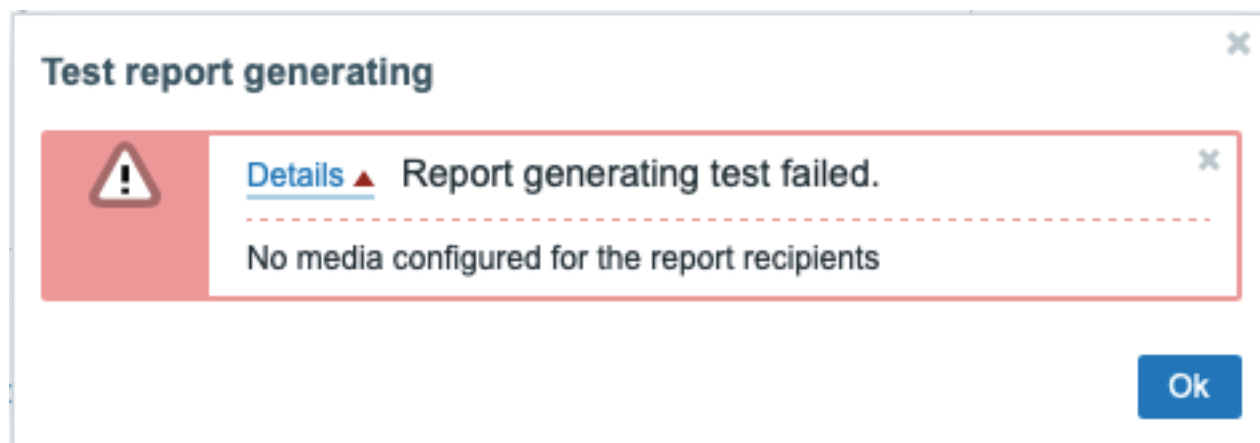 Test report generating
Details Report generating test failed.
No media configured for the report recipients
Ok